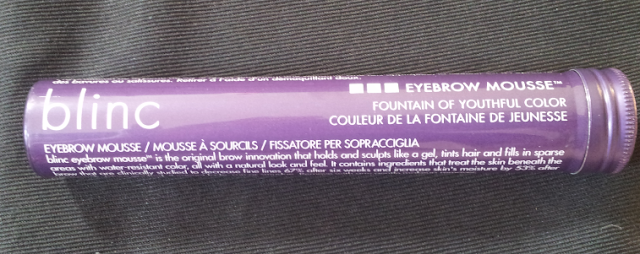 des bavures ou salissures. Retirer à l'aide d'un démaquillant doux.
blinc
EYEBROW MOUSSE™
FOUNTAIN OF YOUTHFUL COLOR
COULEUR DE LA FONTAINE DE JEUNESSE
EYEBROW MOUSSE / MOUSSE À SOURCILS / FISSATORE PER SOPRACCIGLIA
blinc eyebrow mousse™ is the original brow innovation that holds and sculpts like a gel, tints hair and fills in sparse
areas with water-resistant color, all with a natural look and feel. It contains ingredients that treat the skin beneath the
brow that are clinically studied to decrease fine lines 67% after six weeks and increase skin's moisture by 53% after